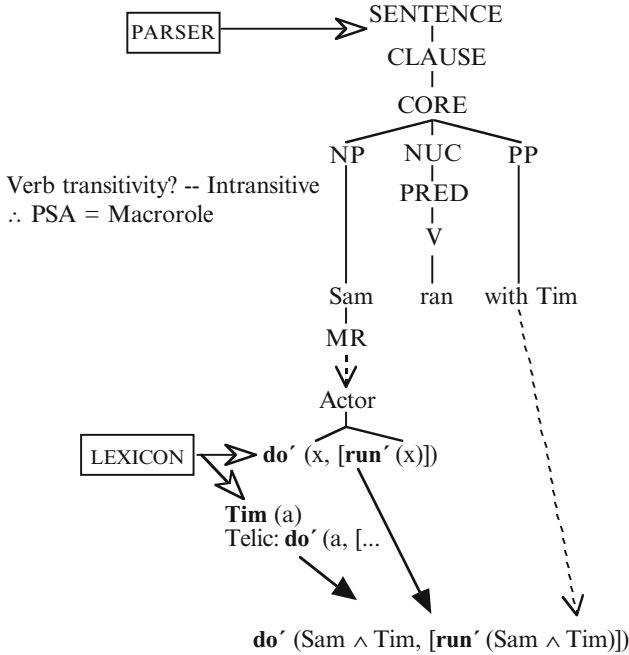 SENTENCE
PARSER
CLAUSE
CORE
NP NUC PP
Verb transitivity? -- Intransitive
PRED
∴ PSA = Macrorole
V
Sam ran with Tim
MR
Actor
LEXICON
do´ (x, [run´ (x)])
Tim (a)
Telic: do´ (a, [...
do´ (Sam ∧ Tim, [run´ (Sam ∧ Tim)])